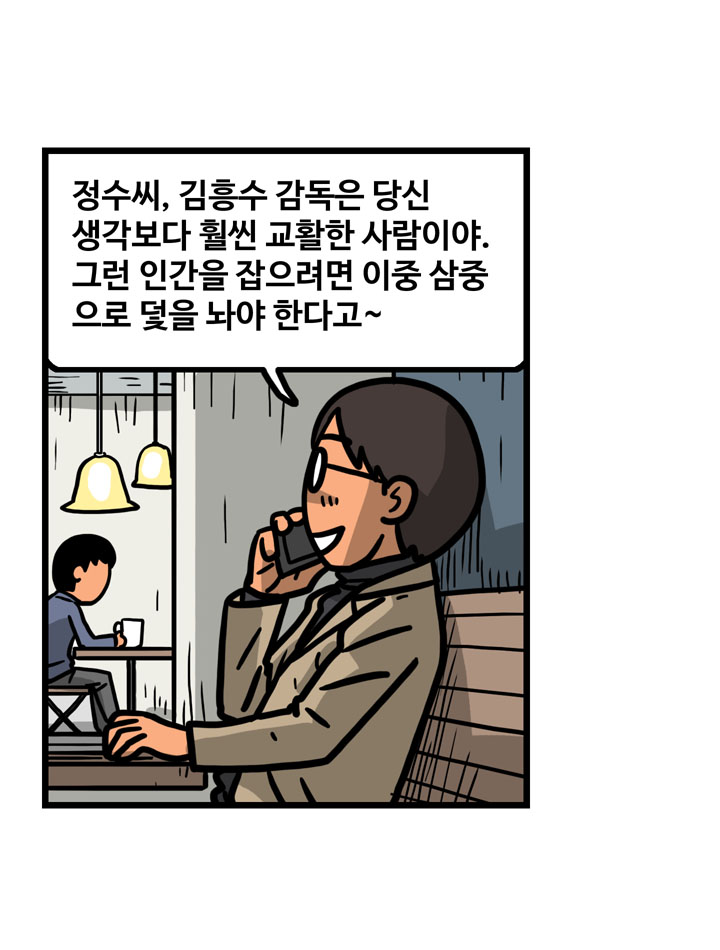 정수씨, 김흥수 감독은 당신
생각보다 훨씬 교활한 사람이야.
그런 인간을 잡으려면 이중 삼중
으로 덫을 놔야 한다고~